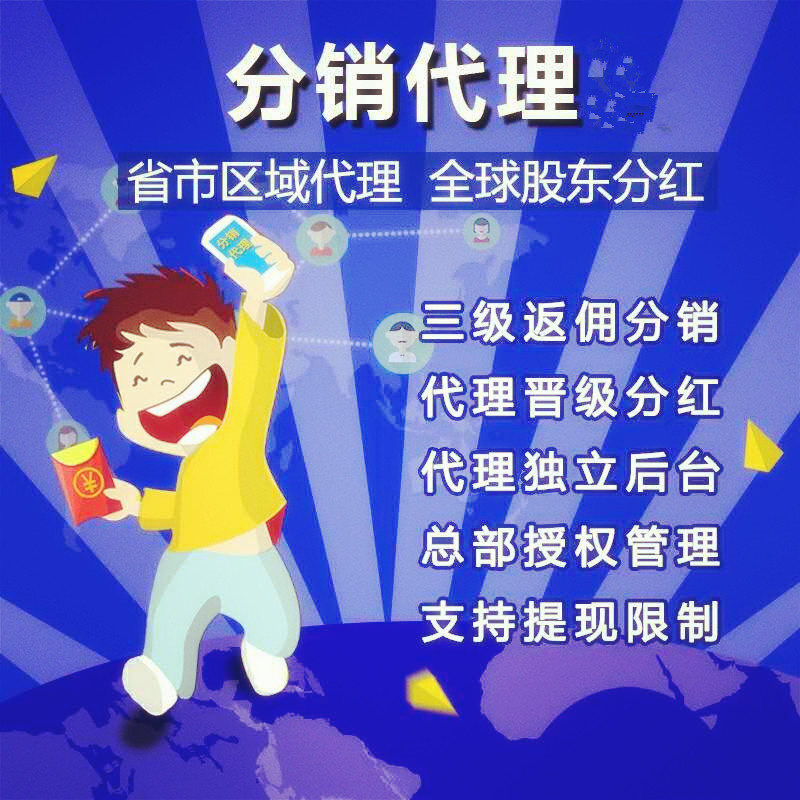 分销代理
省市区域代理 全球股东分红
分销
代理
三级返佣分销
代理晋级分红
代理独立后台
总部授权管理
支持提现限制
¥